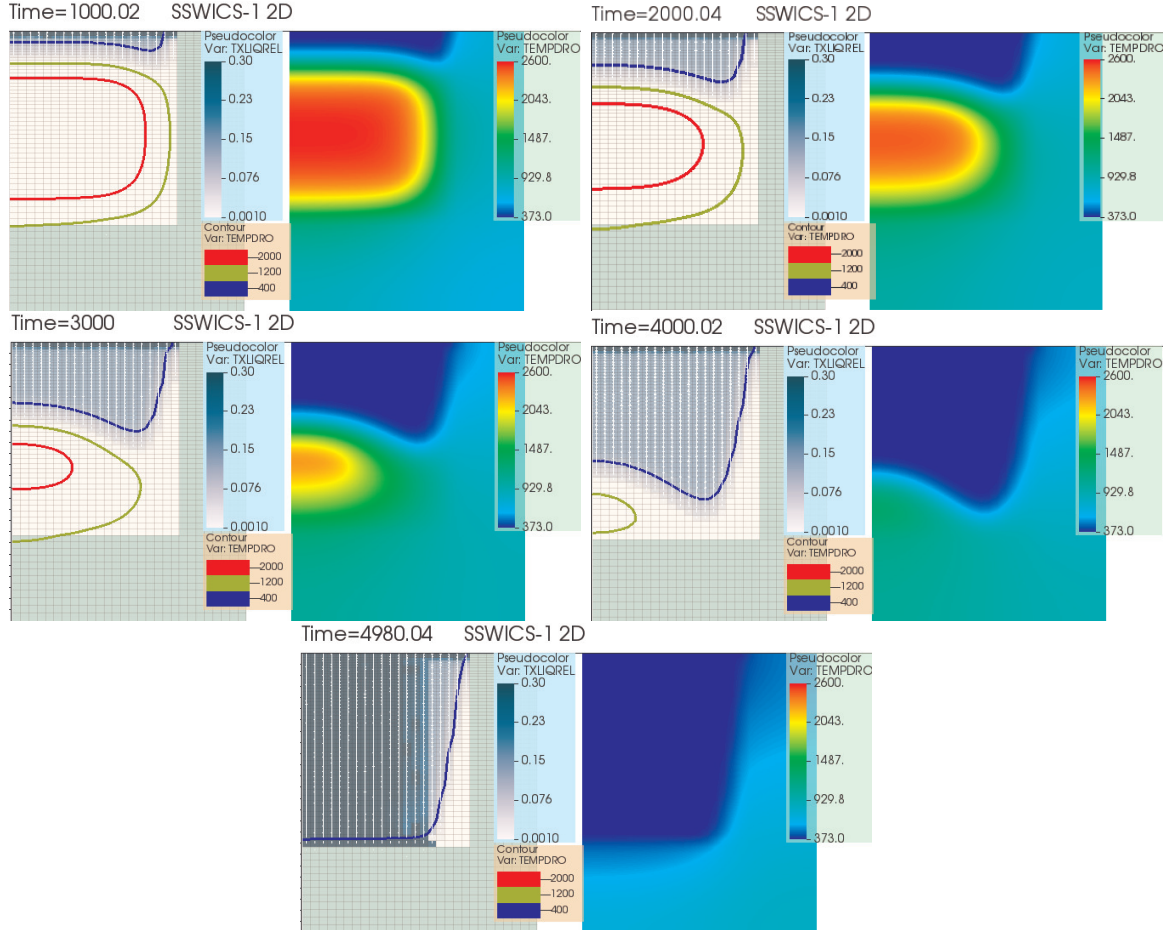 Time=1000.02 SSWICS-1 2D
Pseudocolor
Var: TXLIQREL
0.30
0.23
0.15
0.076
0.0010
Contour
Var: TEMPDRO
2000
1200
400
Pseudocolor
Var: TEMPDRO
2600.
2043.
1487.
929.8
373.0
Time=2000.04 SSWICS-1 2D
Pseudocolor
Var: TXLIQREL
0.30
0.23
0.15
0.076
0.0010
Contour
Var: TEMPDRO
2000
1200
400
Pseudocolor
Var: TEMPDRO
2600.
2043.
1487.
929.8
373.0
Time=3000 SSWICS-1 2D
Pseudocolor
Var: TXLIQREL
0.30
0.23
0.15
0.076
0.0010
Contour
Var: TEMPDRO
2000
1200
400
Pseudocolor
Var: TEMPDRO
2600.
2043.
1487.
929.8
373.0
Time=4000.02 SSWICS-1 2D
Pseudocolor
Var: TXLIQREL
0.30
0.23
0.15
0.076
0.0010
Contour
Var: TEMPDRO
2000
1200
400
Pseudocolor
Var: TEMPDRO
2600.
2043.
1487.
929.8
373.0
Time=4980.04 SSWICS-1 2D
Pseudocolor
Var: TXLIQREL
0.30
0.23
0.15
0.076
0.0010
Contour
Var: TEMPDRO
2000
1200
400
Pseudocolor
Var: TEMPDRO
2600.
2043.
1487.
929.8
373.0